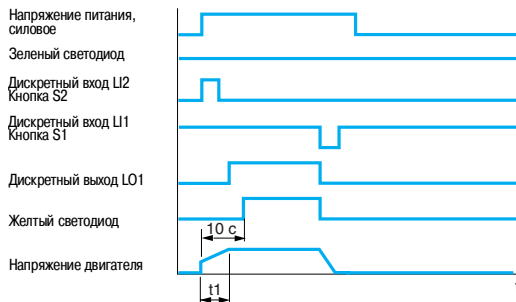 Напряжение питания,
силовое
Зеленый светодиод
Дискретный вход LI2
Кнопка S2
Дискретный вход LI1
Кнопка S1
Дискретный выход LO1
Желтый светодиод
10 с
Напряжение двигателя
t1